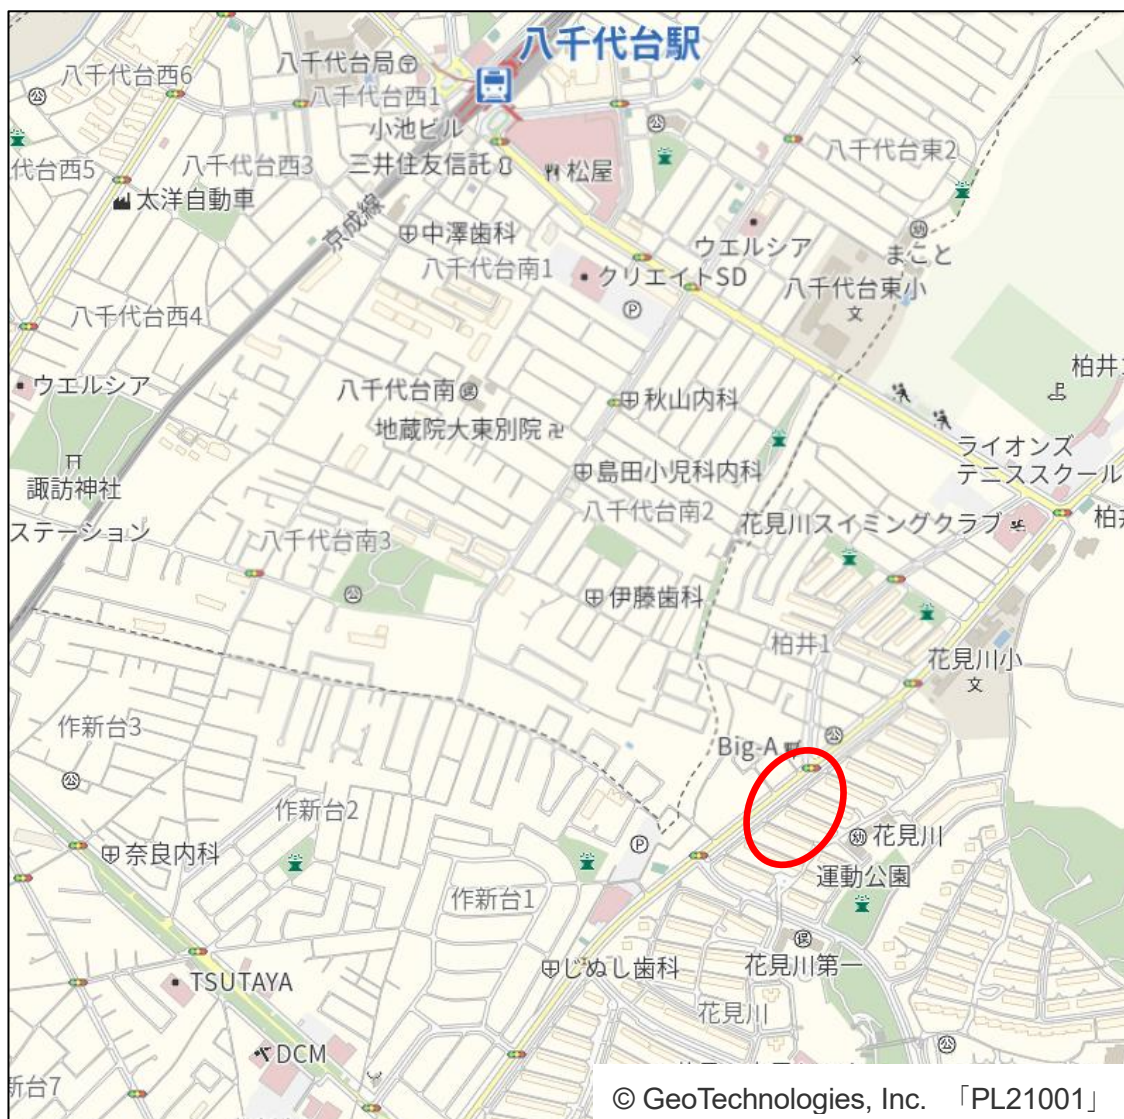 八千代台駅
八千代台局
八千代台西6
八千代台西1
小池ビル
八千代台西3
三井住友信託
代台西5
松屋
八千代台東2
太洋自動車
京成線
中澤歯科
ウエルシア
まこと
八千代台南1
クリエイトSD
八千代台東小
文
八千代台西4
P
柏井1
ウエルシア
八千代台南
秋山内科
地蔵院大東別院
ライオンズ
テニススクール
島田小児科内科
諏訪神社
八千代台南2
花見川スイミングクラブ
柏井
ステーション
八千代台南3
公
伊藤歯科
柏井1
花見川小
文
作新台3
Big-A
公
公
作新台2
P
幼
花見川
奈良内科
運動公園
作新台1
保
じぬし歯科
花見川第一
TSUTAYA
花見川
公
DCM
新台7
© GeoTechnologies, Inc. 「PL21001」